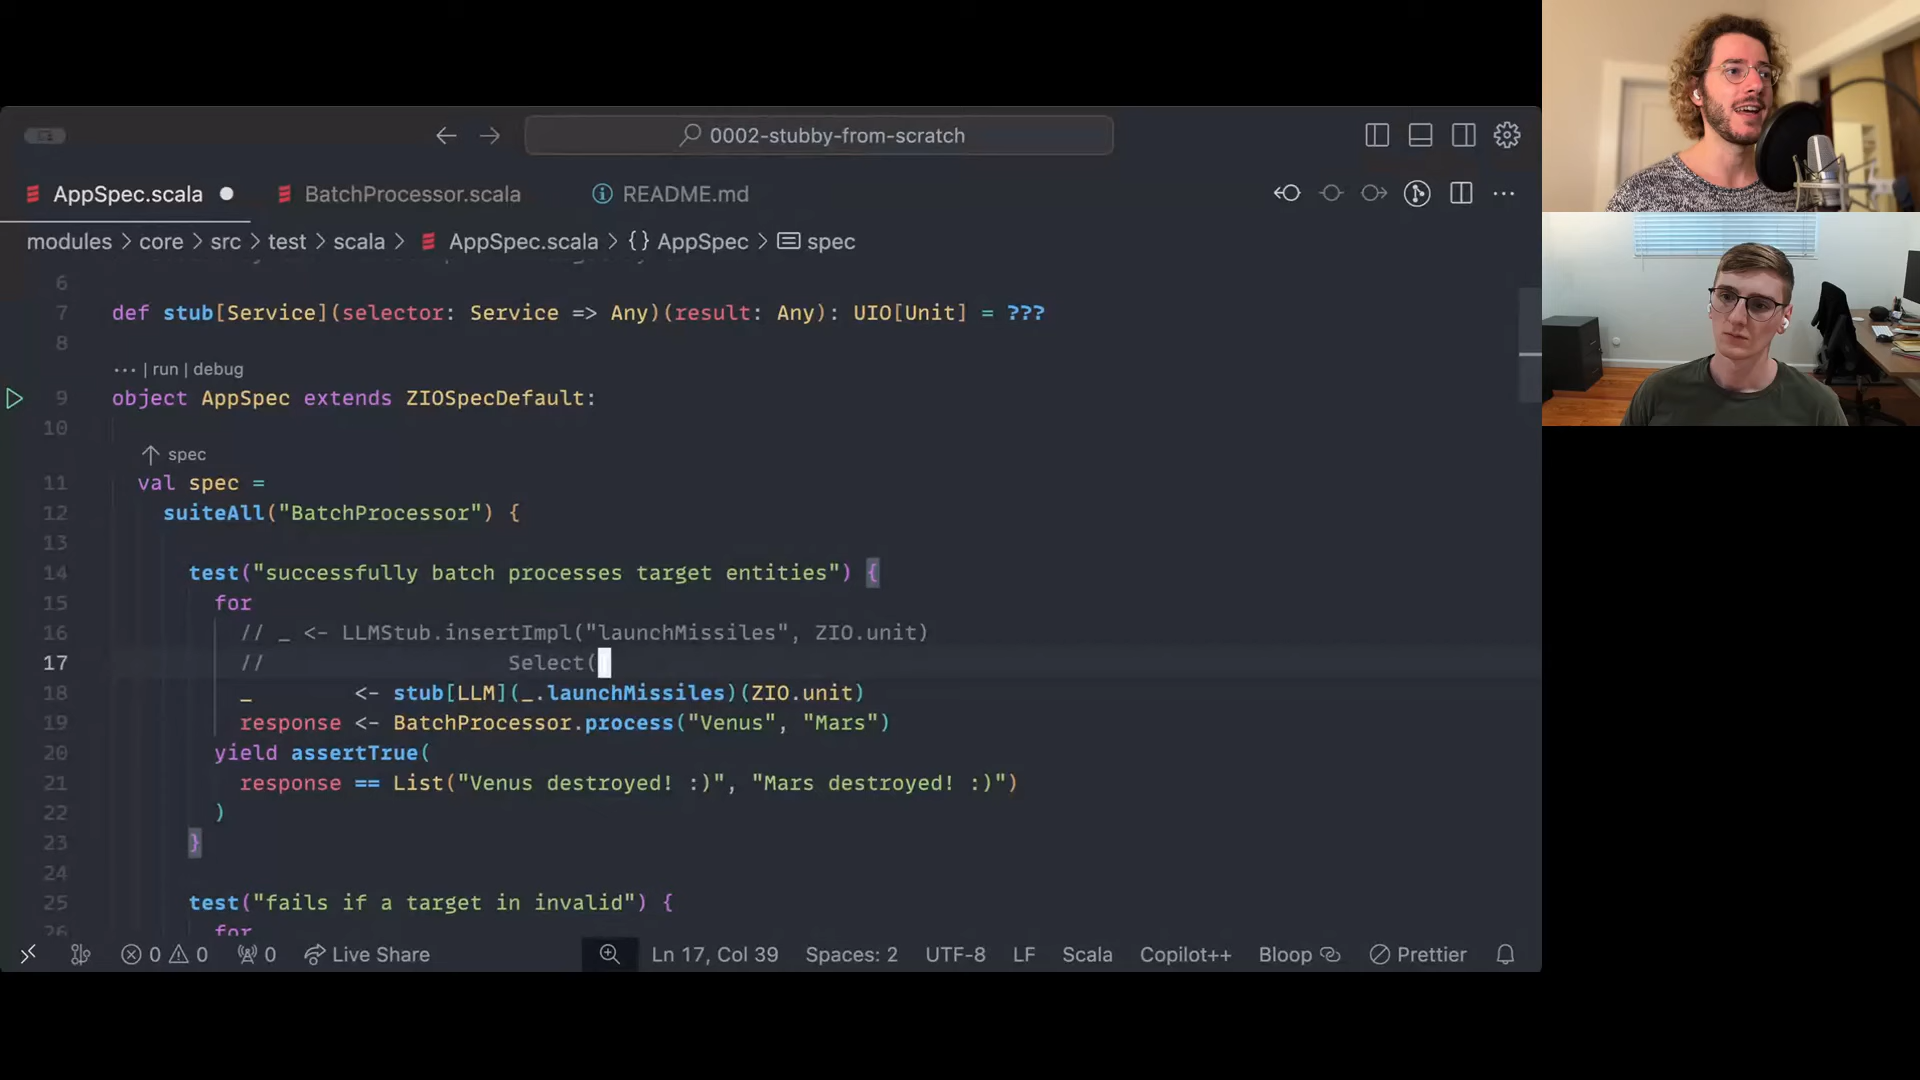 0002-stubby-from-scratch
AppSpec.scala BatchProcessor.scala README.md
modules > core > src > test > scala > AppSpec.scala > {} AppSpec > spec
6
7 def stub[Service](selector: Service => Any)(result: Any): UIO[Unit] = ???
8
··· | run | debug
9 object AppSpec extends ZIOSpecDefault:
10
spec
11 val spec =
12 suiteAll("BatchProcessor") {
13
14 test("successfully batch processes target entities") {
15 for
16 // _ <- LLMStub.insertImpl("launchMissiles", ZIO.unit)
17 // Select(
18 _ <- stub[LLM](_.launchMissiles)(ZIO.unit)
19 response <- BatchProcessor.process("Venus", "Mars")
20 yield assertTrue(
21 response == List("Venus destroyed! :)", "Mars destroyed! :)")
22 )
23 }
24
25 test("fails if a target in invalid") {
26 for
0 0 0 Live Share Ln 17, Col 39 Spaces: 2 UTF-8 LF Scala Copilot++ Bloop Prettier